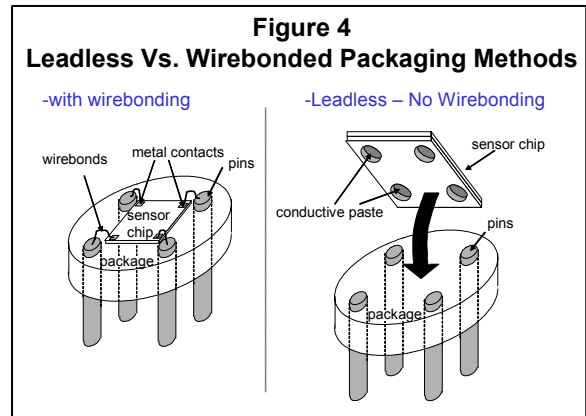 Figure 4
Leadless Vs. Wirebonded Packaging Methods
-with wirebonding
wirebonds
metal contacts
pins
sensor
chip
package
-Leadless – No Wirebonding
sensor chip
conductive paste
pins
package